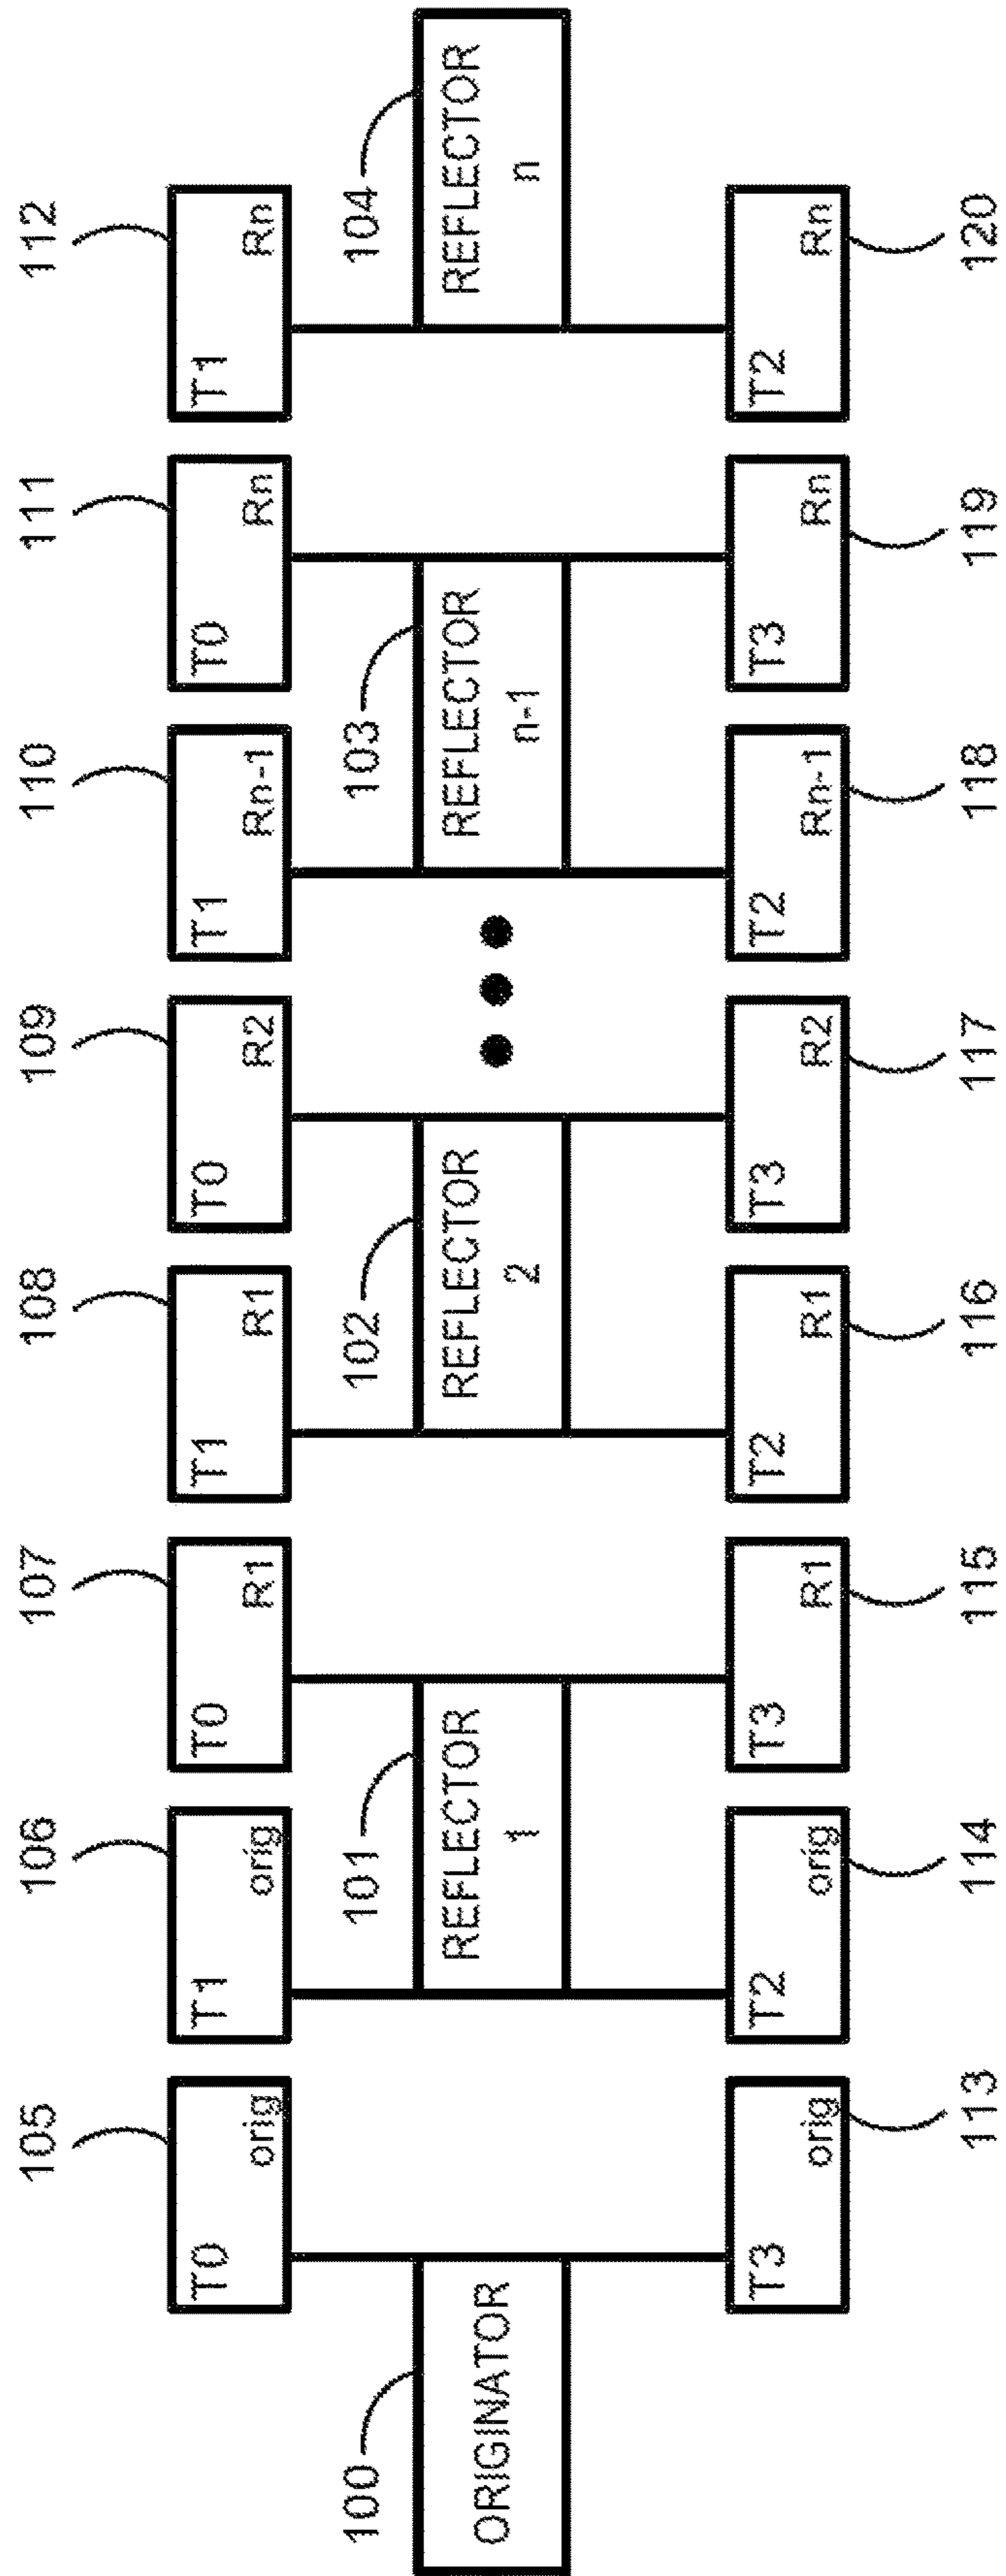 105 106 107 108 109 110 111 112
T0 orig T1 orig T0 R1 T1 R1 T0 R2 T1 Rn-1 T0 Rn T1 Rn
100 101 102 103 104
ORIGINATOR REFLECTOR REFLECTOR REFLECTOR REFLECTOR
1 2 n-1 n
T3 orig T2 orig T3 R1 T2 R1 T3 R2 T2 Rn-1 T3 Rn T2 Rn
113 114 115 116 117 118 119 120